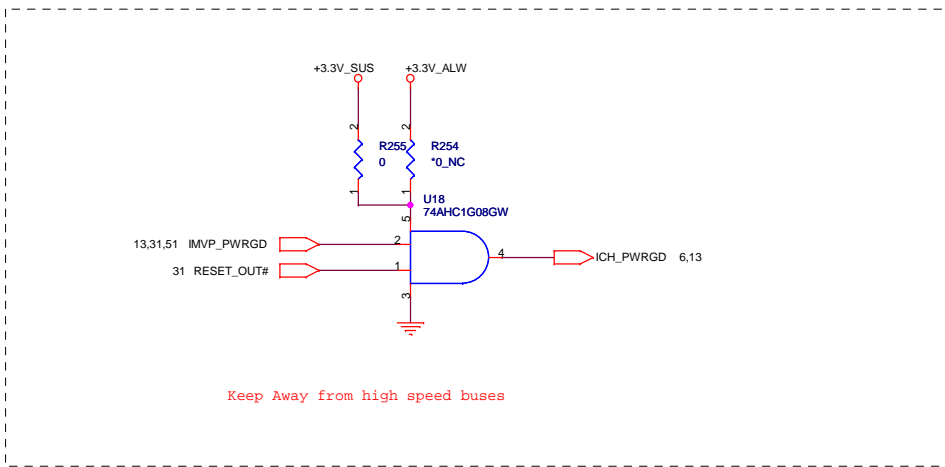 +3.3V_SUS +3.3V_ALW
2 2
R255 R254
0 *0_NC
1 1
U18
74AHC1G08GW
5
13,31,51 IMVP_PWRGD 2
4 ICH_PWRGD 6,13
31 RESET_OUT# 1
3
Keep Away from high speed buses